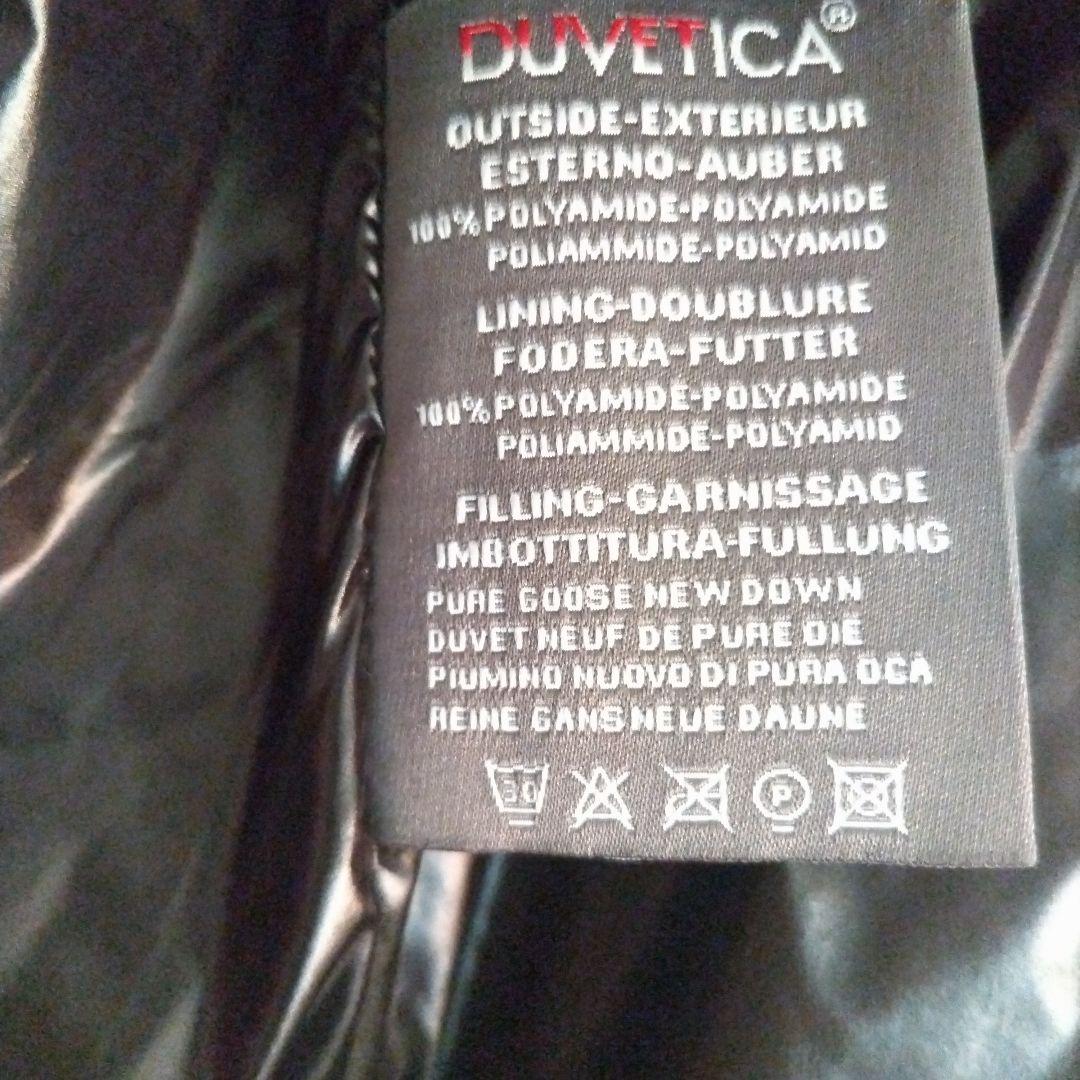 DUVETICA®
OUTSIDE-EXTERIEUR
ESTERNO-AUBER
100% POLYAMIDE-POLYAMIDE
POLIAMMIDE-POLYAMID
LINING-DOUBLURE
FODERA-FUTTER
100% POLYAMIDE-POLYAMIDE
POLIAMMIDE-POLYAMID
FILLING-GARNISSAGE
IMBOTTITURA-FULLUNG
PURE GOOSE NEW DOWN
DUVET NEUF DE PURE OIE
PIUMINO NUOVO DI PURA OCA
REINE GANS NEUE DAUNE
30 P